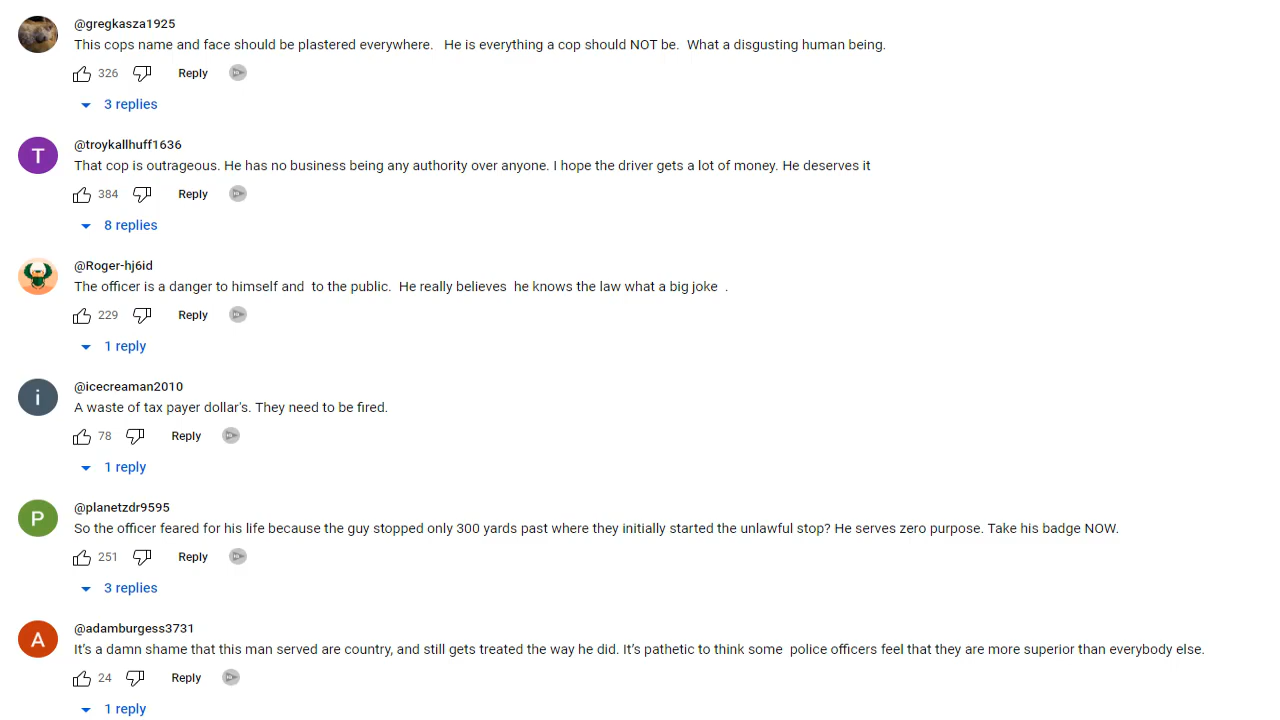 @gregkasza1925
This cops name and face should be plastered everywhere.   He is everything a cop should NOT be.  What a disgusting human being.
326 Reply
3 replies
T
@troykallhuff1636
That cop is outrageous. He has no business being any authority over anyone. I hope the driver gets a lot of money. He deserves it
384 Reply
8 replies
@Roger-hj6id
The officer is a danger to himself and  to the public.  He really believes  he knows the law what a big joke  .
229 Reply
1 reply
i
@icecreaman2010
A waste of tax payer dollar's. They need to be fired.
78 Reply
1 reply
P
@planetzdr9595
So the officer feared for his life because the guy stopped only 300 yards past where they initially started the unlawful stop? He serves zero purpose. Take his badge NOW.
251 Reply
3 replies
A
@adamburgess3731
It's a damn shame that this man served are country, and still gets treated the way he did. It's pathetic to think some  police officers feel that they are more superior than everybody else.
24 Reply
1 reply